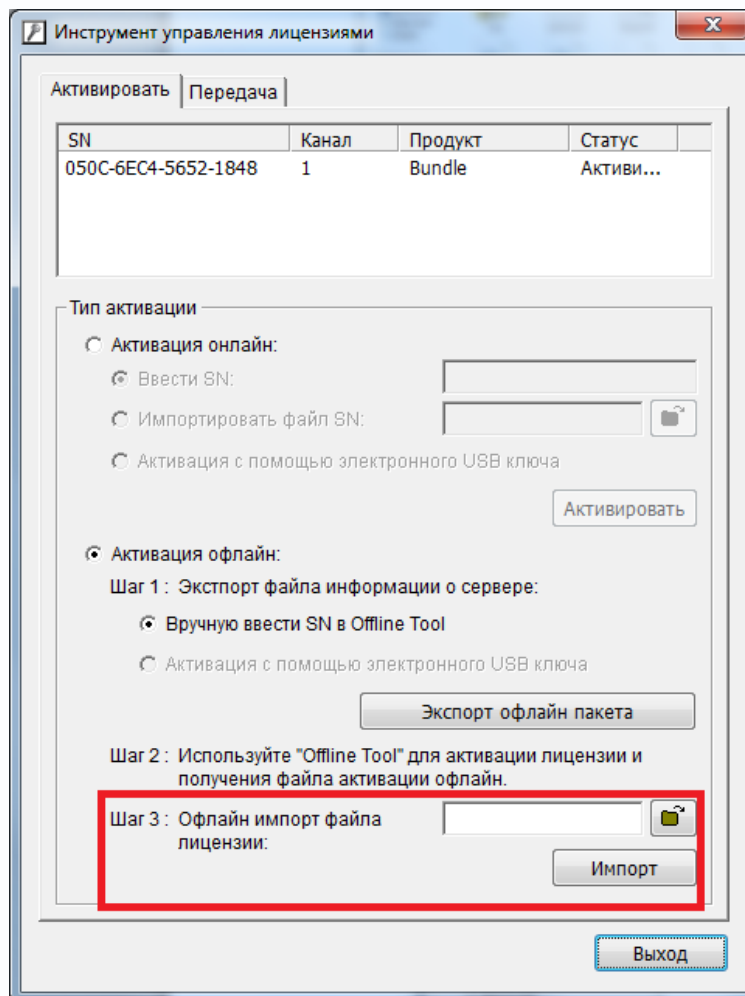 Инструмент управления лицензиями
Активировать Передача
SN Канал Продукт Статус
050C-6EC4-5652-1848 1 Bundle Активи...
Тип активации
Активация онлайн:
Ввести SN:
Импортировать файл SN:
Активация с помощью электронного USB ключа
Активировать
Активация офлайн:
Шаг 1 : Экспорт файла информации о сервере:
Вручную ввести SN в Offline Tool
Активация с помощью электронного USB ключа
Экспорт офлайн пакета
Шаг 2 : Используйте "Offline Tool" для активации лицензии и
получения файла активации офлайн.
Шаг 3 : Офлайн импорт файла
лицензии:
Импорт
Выход